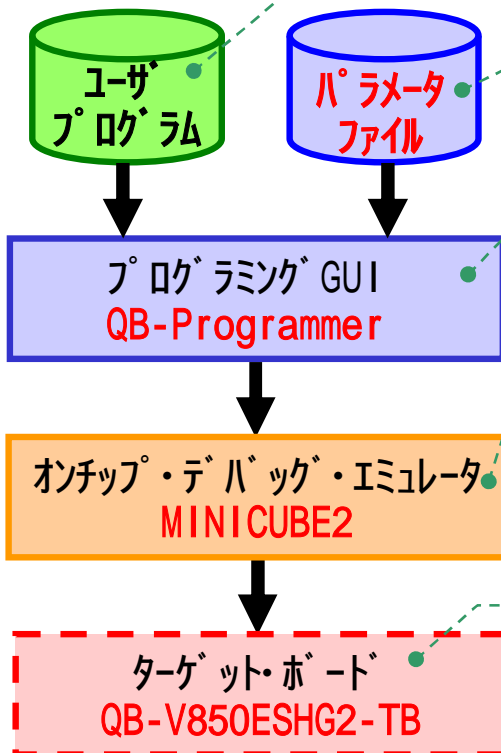 ユーザ
プログラム
パラメータ
ファイル
プログラミングGUI
QB-Programmer
オンチップ・デバッグ・エミュレータ
MINICUBE2
ターゲット・ボード
QB-V850ESHG2-TB